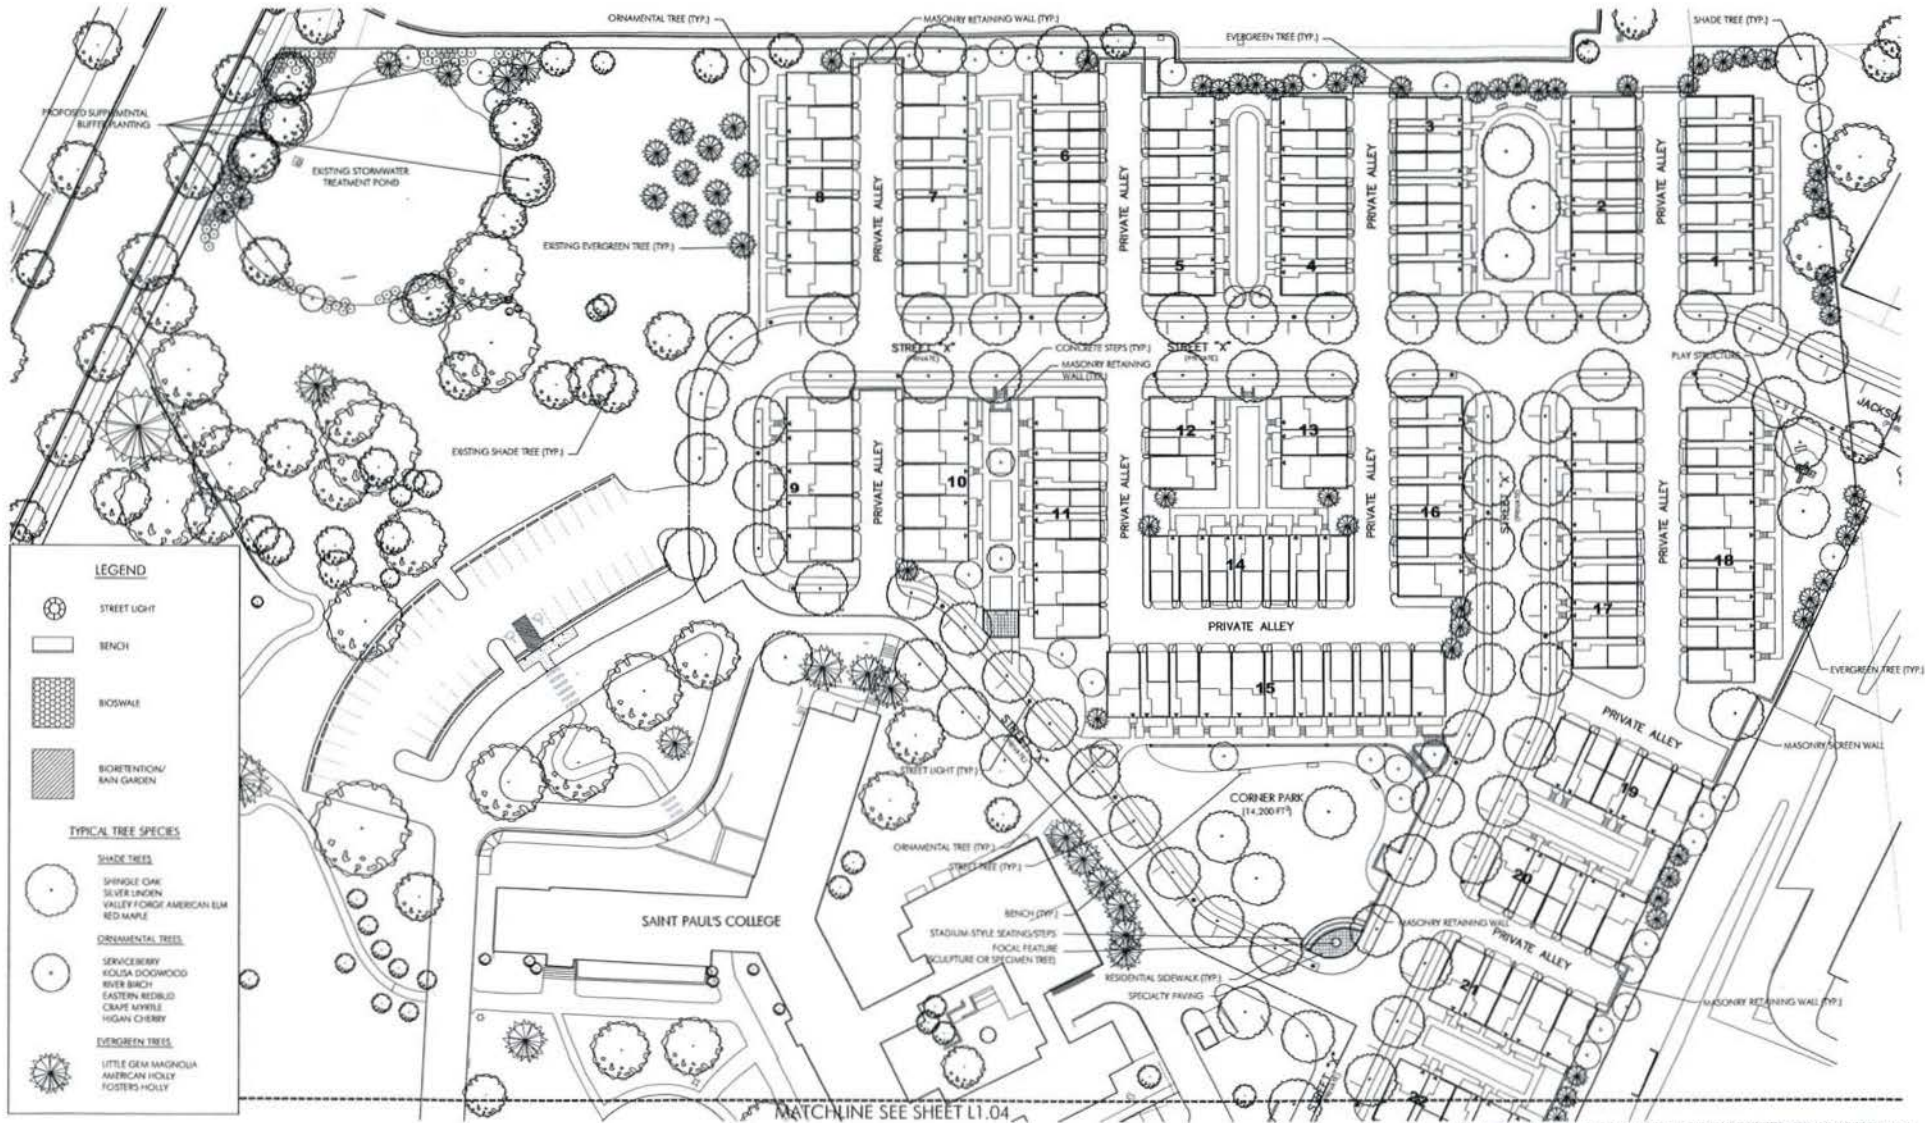 ORNAMENTAL TREE (TYP.)
MASONRY RETAINING WALL (TYP.)
EVERGREEN TREE (TYP.)
SHADE TREE (TYP.)
PROPOSED SUPPLEMENTAL
BUFFER PLANTING
EXISTING STORMWATER
TREATMENT POND
EXISTING EVERGREEN TREE (TYP.)
8
PRIVATE ALLEY
7
6
PRIVATE ALLEY
5
4
PRIVATE ALLEY
3
2
PRIVATE ALLEY
1
STREET "X"
(PRIVATE)
CONCRETE STEPS (TYP.)
MASONRY RETAINING
WALL (TYP.)
STREET "X"
(PRIVATE)
PLAY STRUCTURE
EXISTING SHADE TREE (TYP.)
9
PRIVATE ALLEY
10
11
PRIVATE ALLEY
12
13
14
PRIVATE ALLEY
16
STREET "X"
(PRIVATE)
17
PRIVATE ALLEY
18
PRIVATE ALLEY
15
EVERGREEN TREE (TYP.)
PRIVATE ALLEY
MASONRY SCREEN WALL
19
STREET LIGHT (TYP.)
CORNER PARK
(14,200 FT²)
ORNAMENTAL TREE (TYP.)
STREET TREE (TYP.)
20
BENCH (TYP.)
STADIUM-STYLE SEATING/STEPS
FOCAL FEATURE
(SCULPTURE OR SPECIMEN TREE)
MASONRY RETAINING WALL
PRIVATE ALLEY
RESIDENTIAL SIDEWALK (TYP.)
SPECIALTY PAVING
21
MASONRY RETAINING WALL (TYP.)
22
SAINT PAUL'S COLLEGE
LEGEND
STREET LIGHT
BENCH
BIOSWALE
BIORETENTION/
RAIN GARDEN
TYPICAL TREE SPECIES
SHADE TREES
SHINGLE OAK
SILVER LINDEN
VALLEY FORGE AMERICAN ELM
RED MAPLE
ORNAMENTAL TREES
SERVICEBERRY
KOUSA DOGWOOD
RIVER BIRCH
EASTERN REDBUD
CRAPE MYRTLE
HIGAN CHERRY
EVERGREEN TREES
LITTLE GEM MAGNOLIA
AMERICAN HOLLY
FOSTER'S HOLLY
MATCHLINE SEE SHEET L1.04